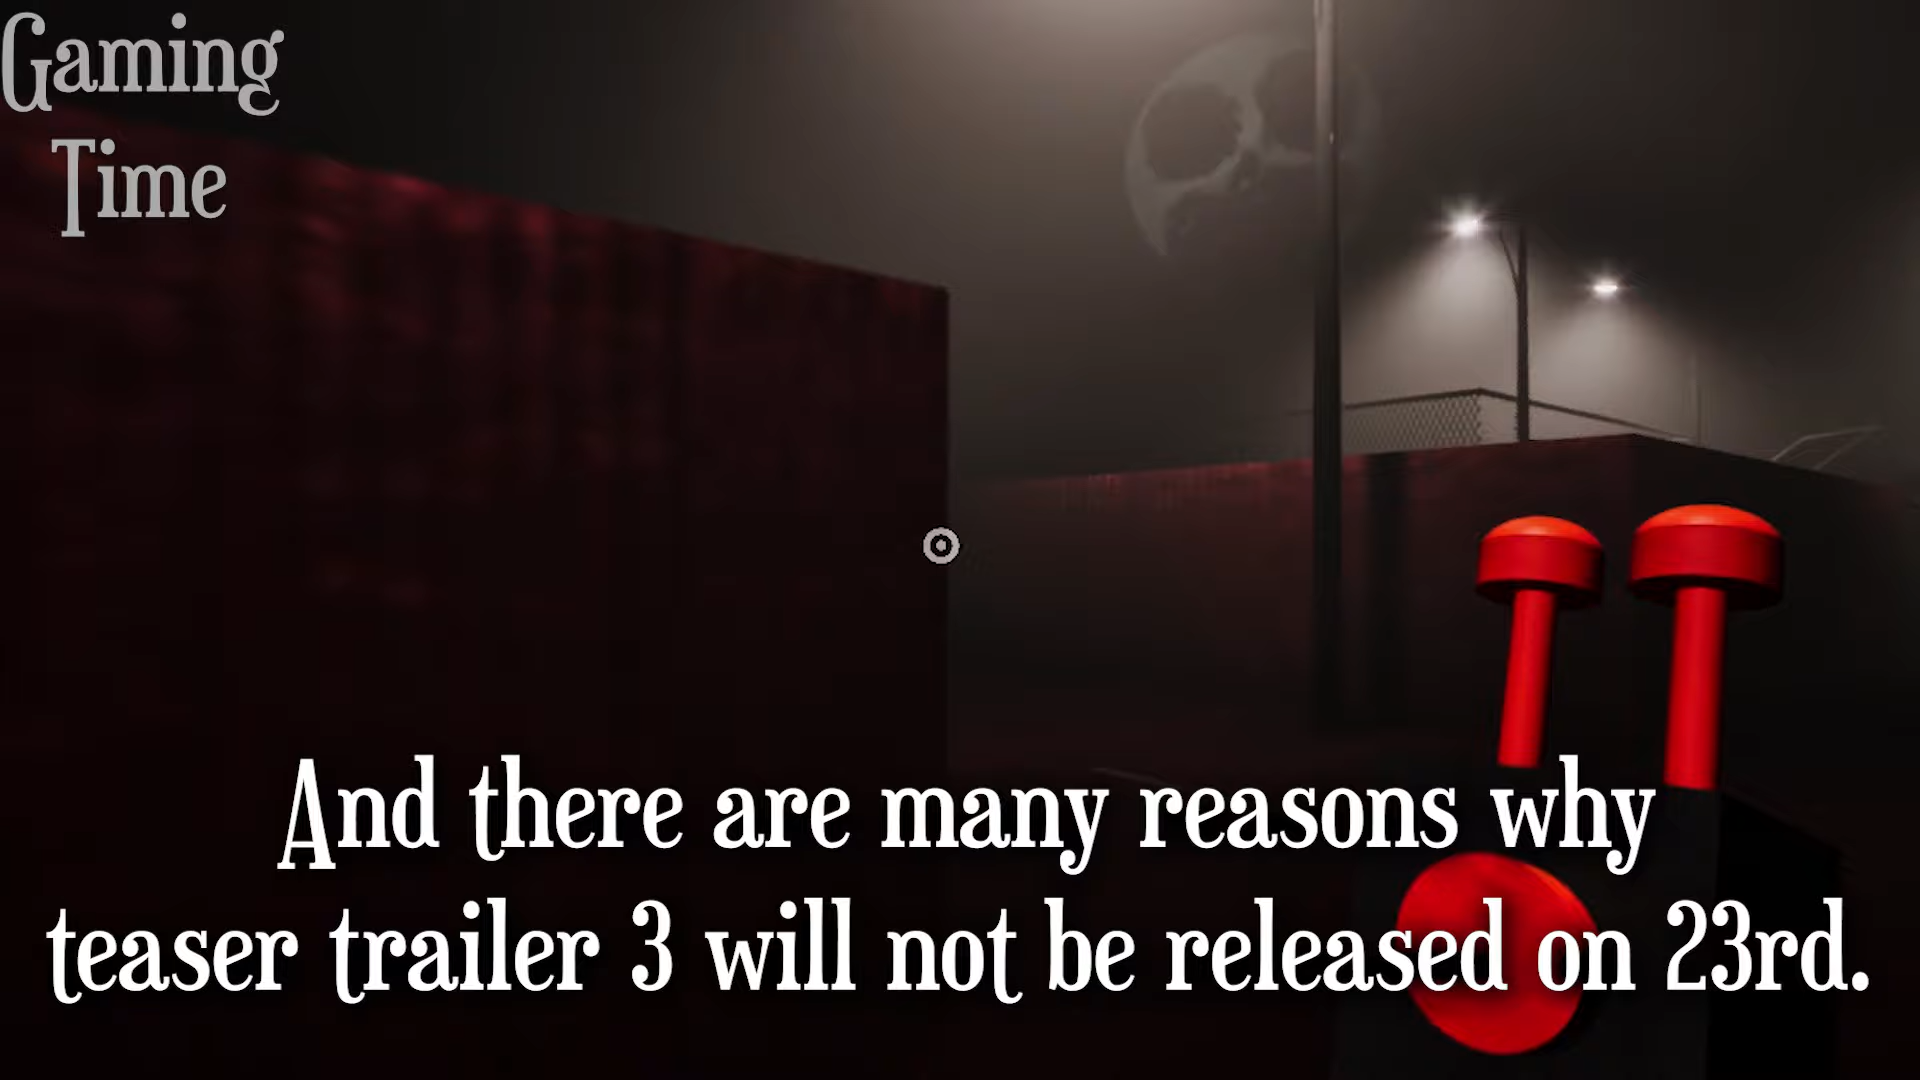 Gaming
Time
And there are many reasons why
teaser trailer 3 will not be released on 23rd.